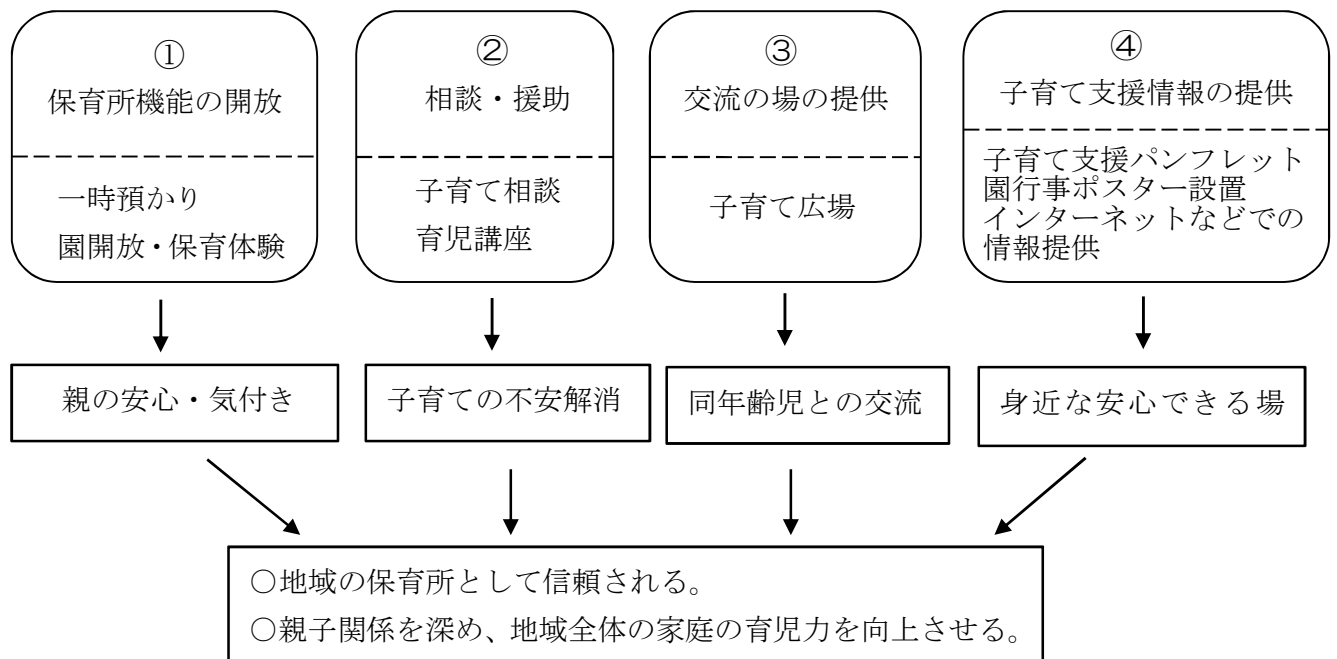 ①
保育所機能の開放
一時預かり
園開放・保育体験
②
相談・援助
子育て相談
育児講座
③
交流の場の提供
子育て広場
④
子育て支援情報の提供
子育て支援パンフレット
園行事ポスター設置
インターネットなどでの
情報提供
親の安心・気付き
子育ての不安解消
同年齢児との交流
身近な安心できる場
○地域の保育所として信頼される。
○親子関係を深め、地域全体の家庭の育児力を向上させる。